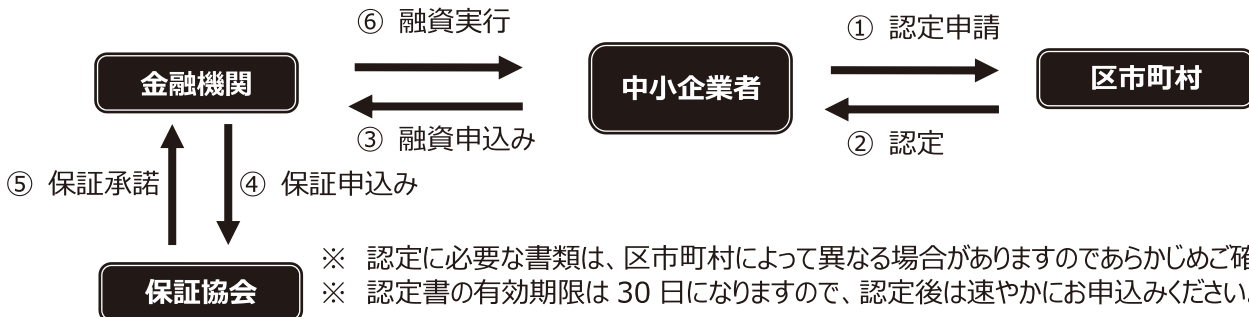 ⑥ 融資実行
① 認定申請
金融機関
中小企業者
区市町村
③ 融資申込み
② 認定
⑤ 保証承諾
④ 保証申込み
※ 認定に必要な書類は、区市町村によって異なる場合がありますのであらかじめご確
保証協会
※ 認定書の有効期限は 30 日になりますので、認定後は速やかにお申込みください。